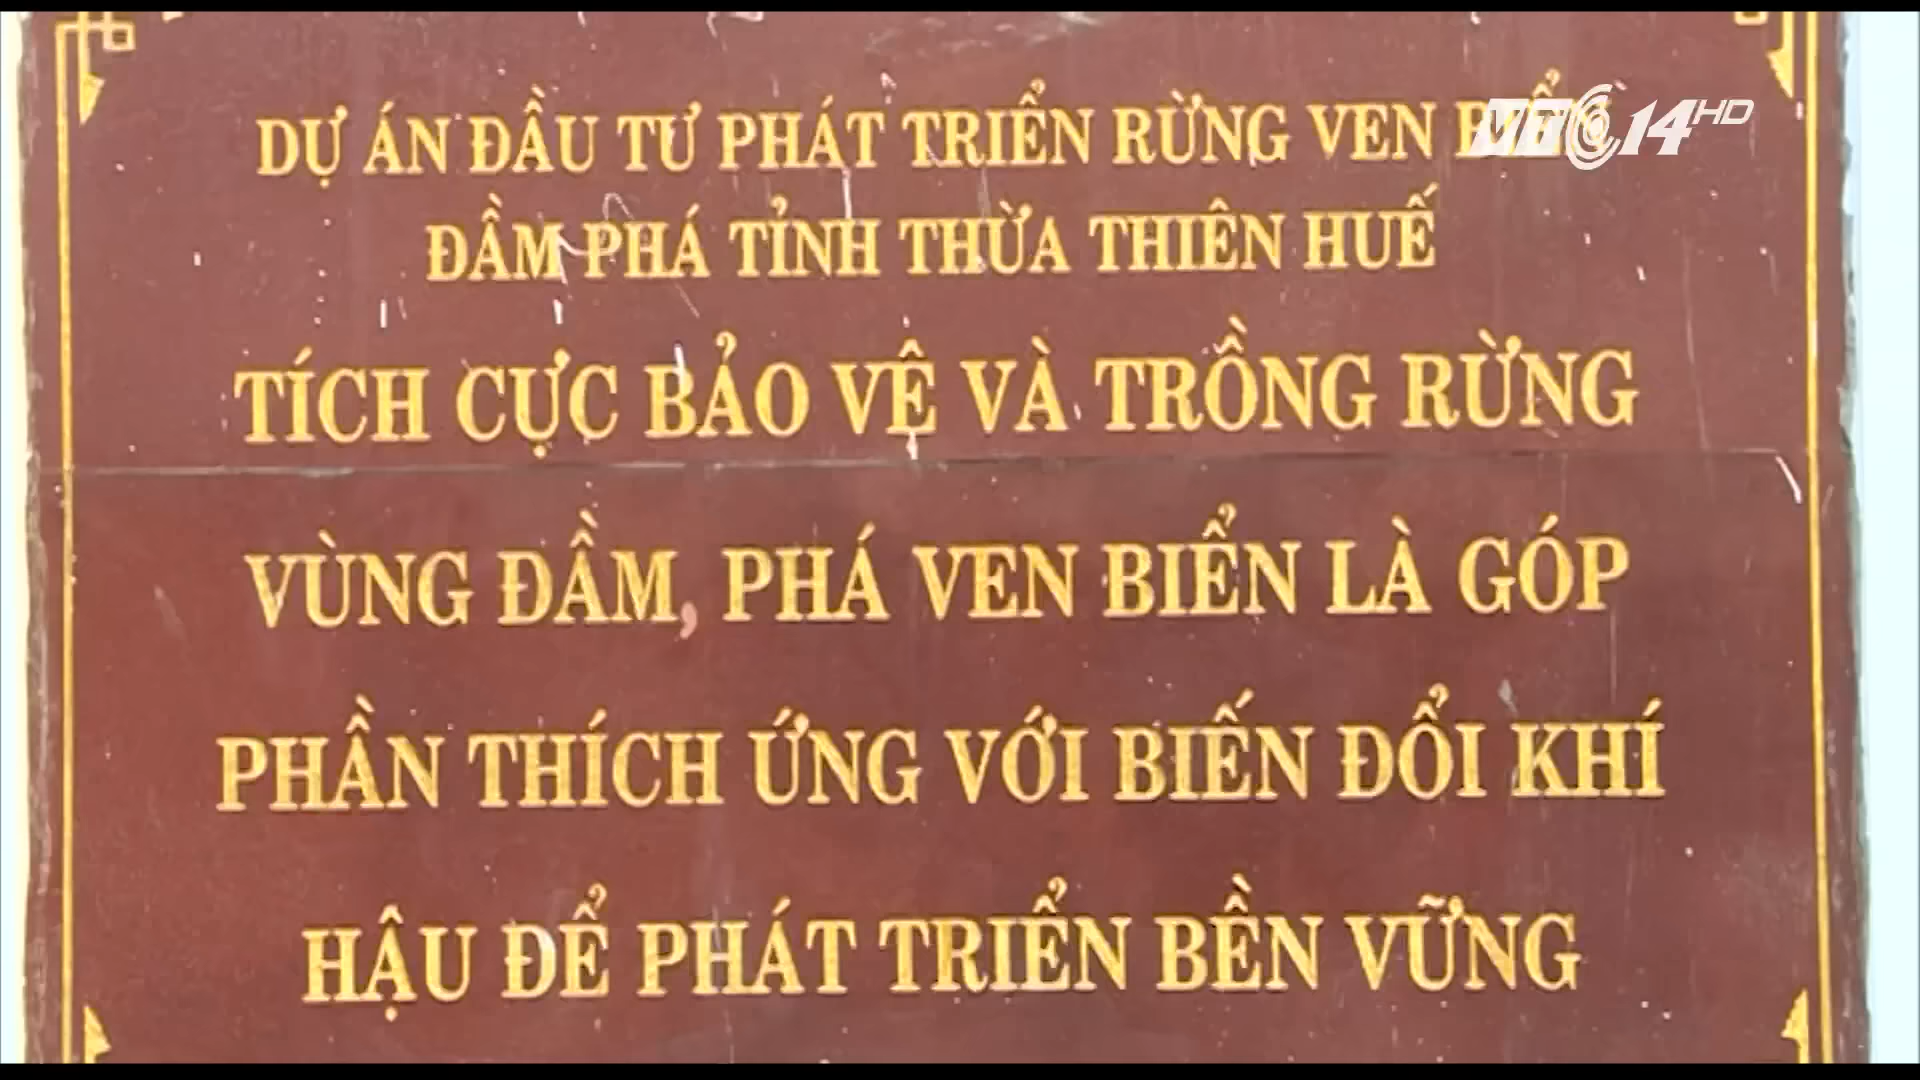 DỰ ÁN ĐẦU TƯ PHÁT TRIỂN RỪNG VEN BIỂN
ĐẦM PHÁ TỈNH THỪA THIÊN HUẾ
TÍCH CỰC BẢO VỆ VÀ TRỒNG RỪNG
VÙNG ĐẦM, PHÁ VEN BIỂN LÀ GÓP
PHẦN THÍCH ỨNG VỚI BIẾN ĐỔI KHÍ
HẬU ĐỂ PHÁT TRIỂN BỀN VỮNG
VTC14HD